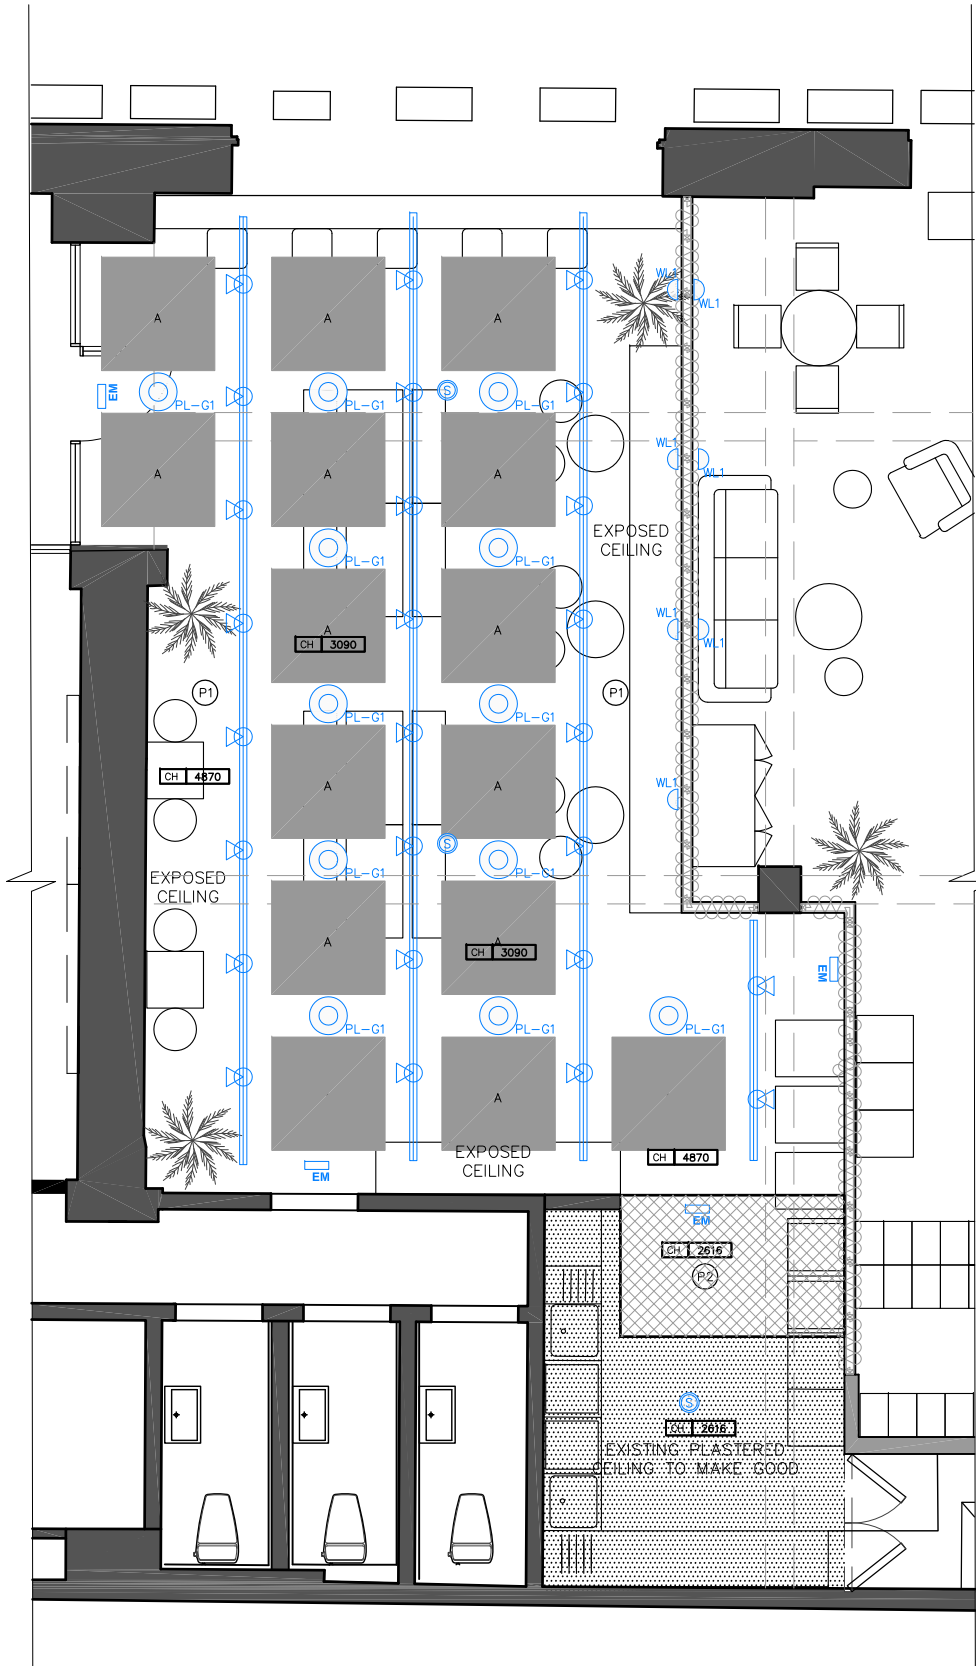 WL1
WL1
A
A
A
EM
PL-G1
PL-G1
S
PL-G1
WL1
WL1
A
A
A
EXPOSED
CEILING
PL-G1
PL-G1
A
A
WL1
WL1
CH 3090
P1
P1
PL-G1
PL-G1
CH 4870
A
A
WL1
S
PL-G1
PL-G1
EXPOSED
CEILING
A
A
CH 3090
EM
PL-G1
PL-G1
PL-G1
A
EXPOSED
CEILING
CH 4870
EM
EM
CH 2616
P2
S
CH 2616
EXISTING PLASTERED
CEILING TO MAKE GOOD